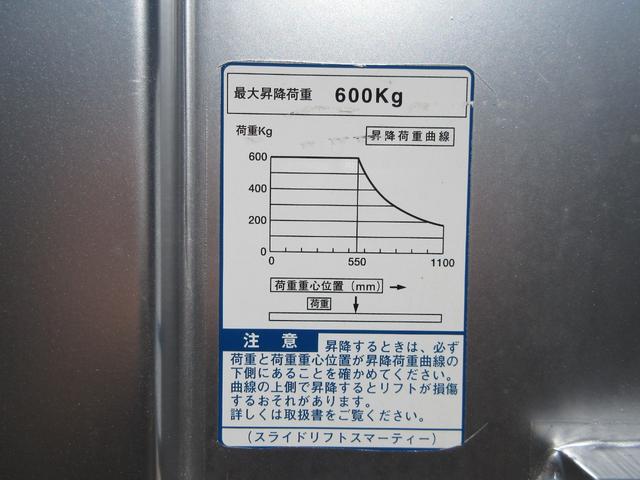 最大昇降荷重 600Kg
荷重Kg
昇降荷重曲線
600
400
200
0
0 550 1100
荷重重心位置 (mm) →
荷重
注意 昇降するときは、必ず
荷重と荷重重心位置が昇降荷重曲線の
下側にあることを確かめてください。
曲線の上側で昇降するとリフトが損傷
するおそれがあります。
詳しくは取扱書をご覧ください。
(スライドリフトスマーティー)